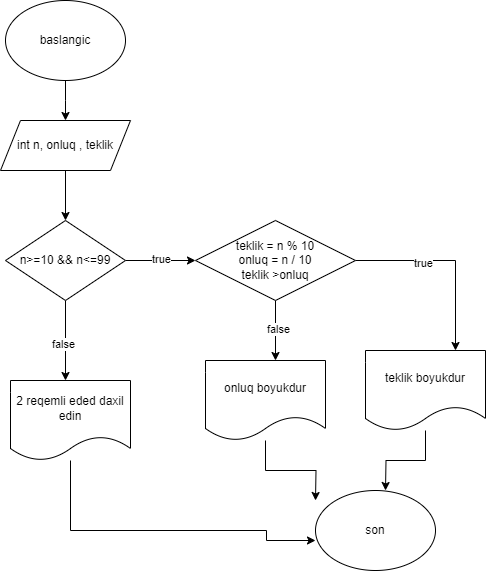 baslangic
int n, onluq , teklik
n>=10 && n<=99
true
teklik = n % 10
onluq = n / 10
teklik >onluq
true
false
false
2 reqemli eded daxil
edin
onluq boyukdur
teklik boyukdur
son